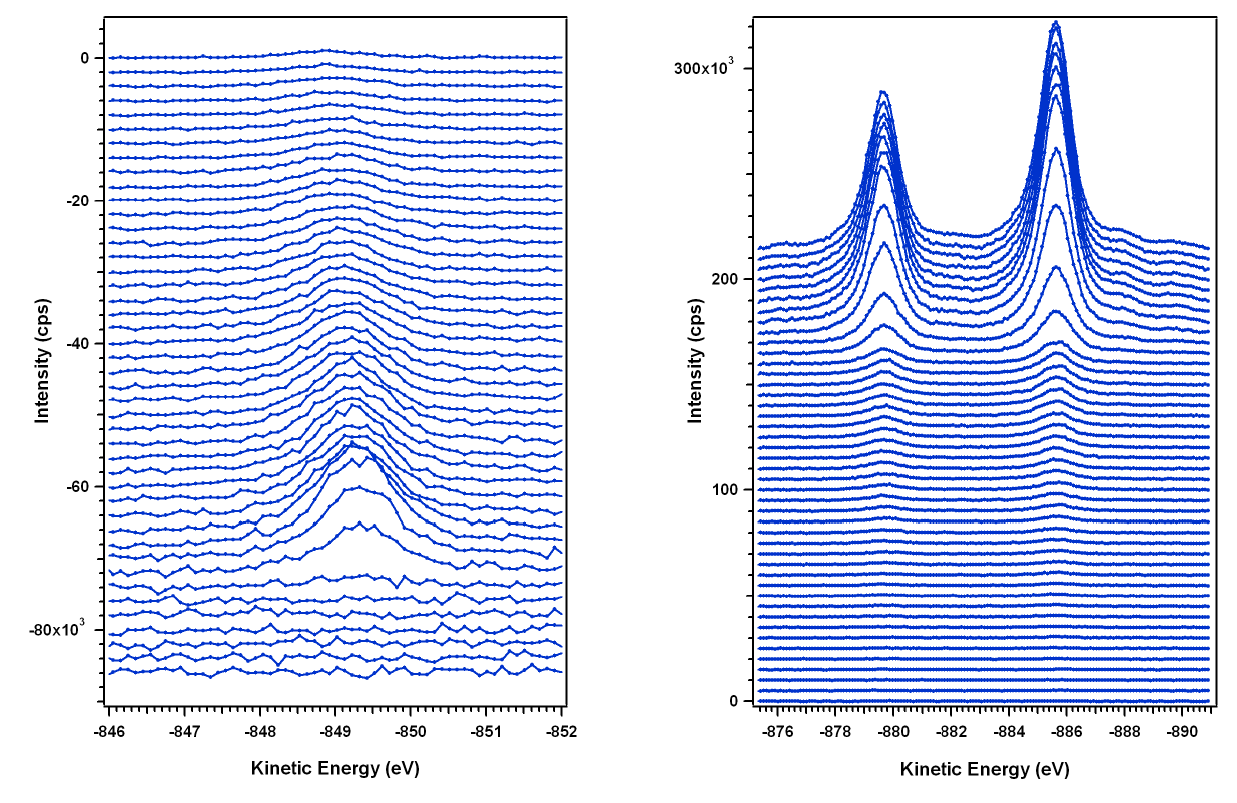 0
-20
-40
-60
-80x10³
Intensity (cps)
-846 -847 -848 -849 -850 -851 -852
Kinetic Energy (eV)
300x10³
200
100
0
Intensity (cps)
-876 -878 -880 -882 -884 -886 -888 -890
Kinetic Energy (eV)